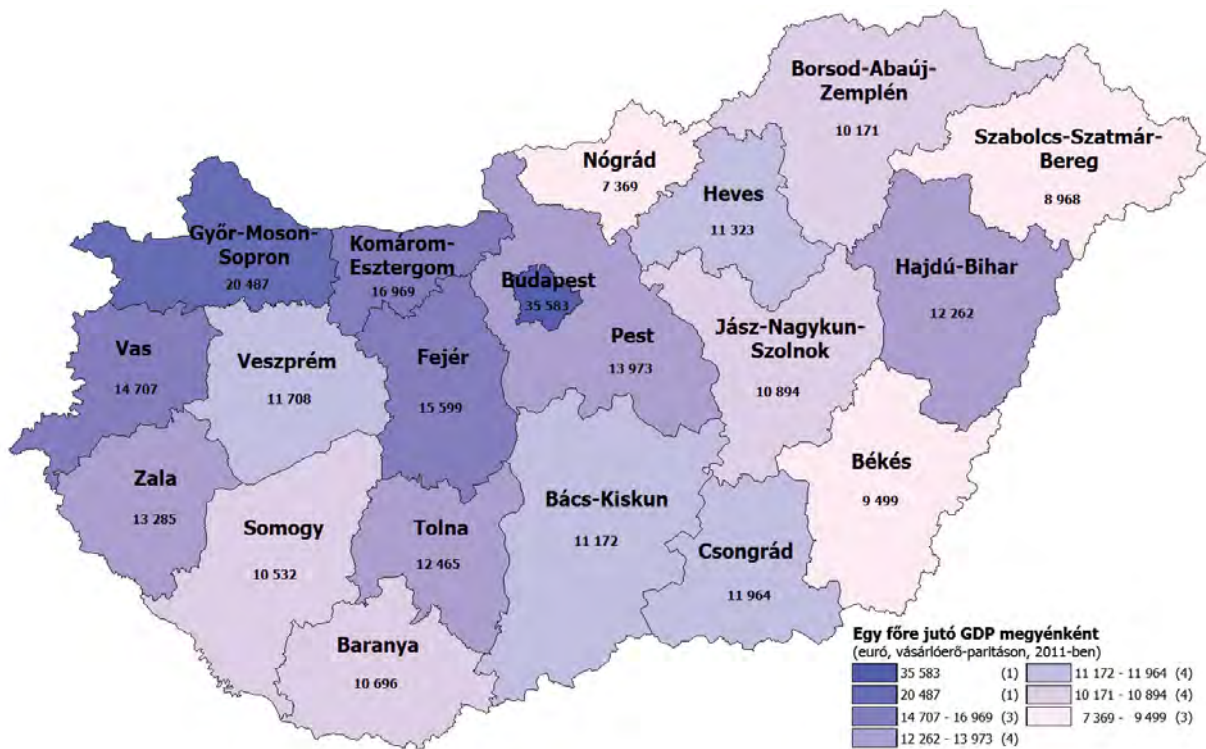 Borsod-Abaúj-
Zemplén
10 171
Szabolcs-Szatmár-
Bereg
8 968
Nógrád
7 369
Heves
11 323
Győr-Moson-
Sopron
20 487
Komárom-
Esztergom
16 969
Budapest
35 583
Hajdú-Bihar
12 262
Vas
14 707
Veszprém
11 708
Fejér
15 599
Pest
13 973
Jász-Nagykun-
Szolnok
10 894
Zala
13 285
Somogy
10 532
Tolna
12 465
Bács-Kiskun
11 172
Csongrád
11 964
Békés
9 499
Baranya
10 696
Egy főre jutó GDP megyénként
(euró, vásárlóerő-paritáson, 2011-ben)
35 583 (1)
20 487 (1)
14 707 - 16 969 (3)
12 262 - 13 973 (4)
11 172 - 11 964 (4)
10 171 - 10 894 (4)
7 369 - 9 499 (3)